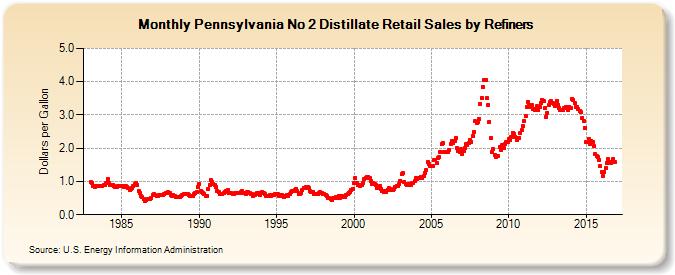 Monthly Pennsylvania No 2 Distillate Retail Sales by Refiners
Dollars per Gallon
5.0
4.0
3.0
2.0
1.0
0.0
1985 1990 1995 2000 2005 2010 2015
Source: U.S. Energy Information Administration